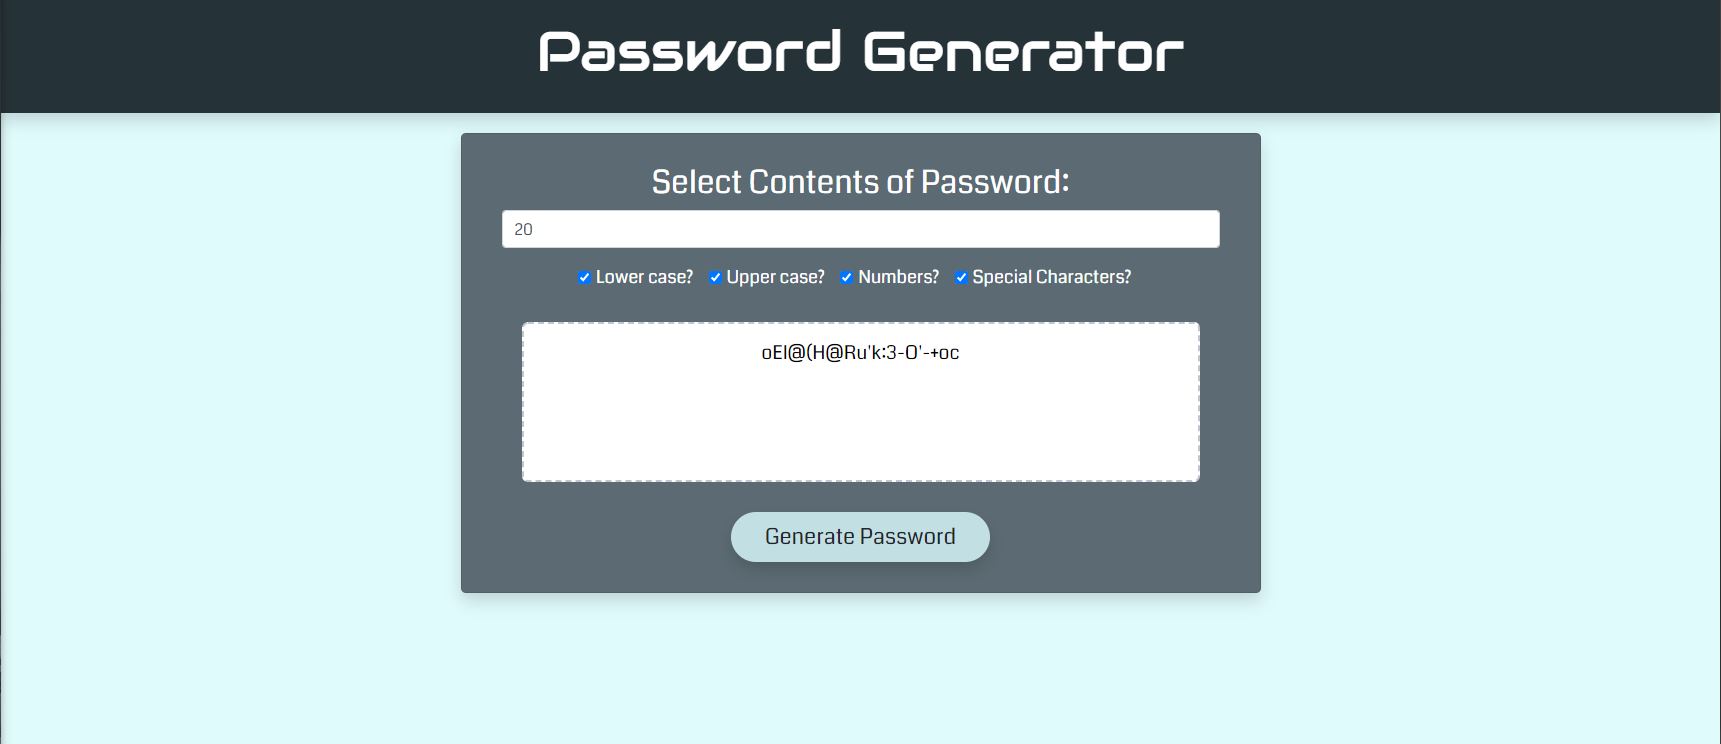 Password Generator
Select Contents of Password:
20
Lower case? Upper case? Numbers? Special Characters?
oEl@(H@Ru'k:3-O'-+oc
Generate Password